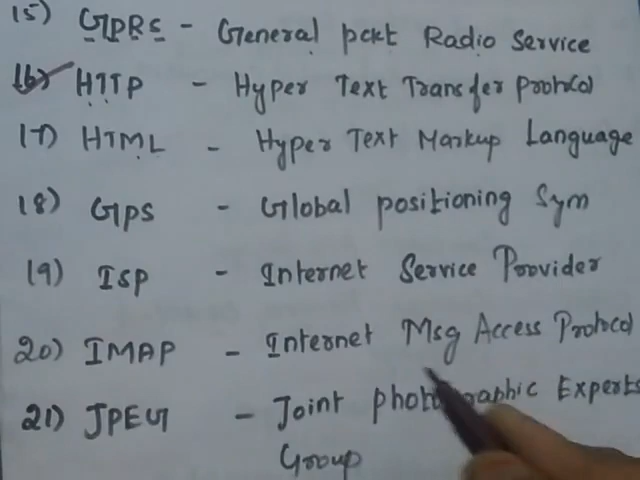 15) GPRS - General pckt Radio Service
16) HTTP - Hyper Text Transfer protocol
17) HTML - Hyper Text Markup Language
18) GPS - Global positioning Sym
19) ISP - Internet Service Provider
20) IMAP - Internet Msg Access Protocol
21) JPEG - Joint photographic Experts
Group